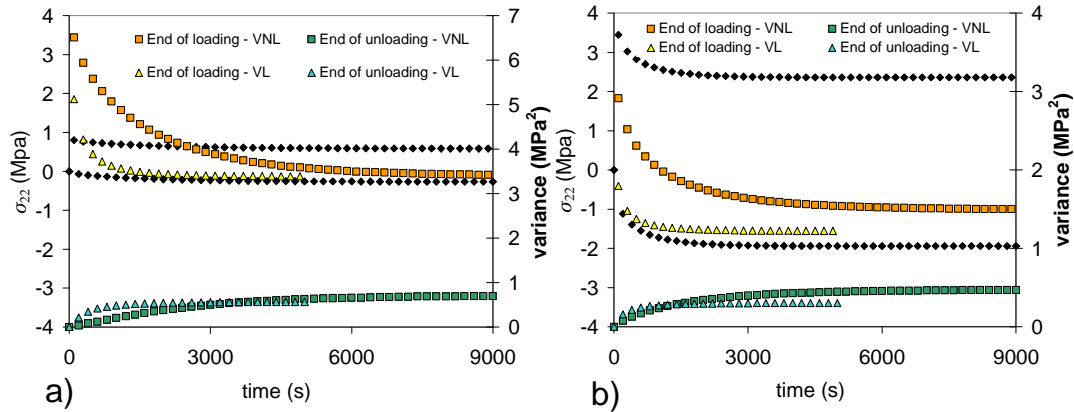 4
3
2
1
0
-1
-2
-3
-4
σ22 (Mpa)
End of loading - VNL
End of unloading - VNL
End of loading - VL
End of unloading - VL
7
6
5
4
3
2
1
0
variance (MPa²)
0
3000
6000
9000
time (s)
a)
4
3
2
1
0
-1
-2
-3
-4
σ22 (Mpa)
End of loading - VNL
End of unloading - VNL
End of loading - VL
End of unloading - VL
4
3
2
1
0
variance (MPa²)
0
3000
6000
9000
time (s)
b)